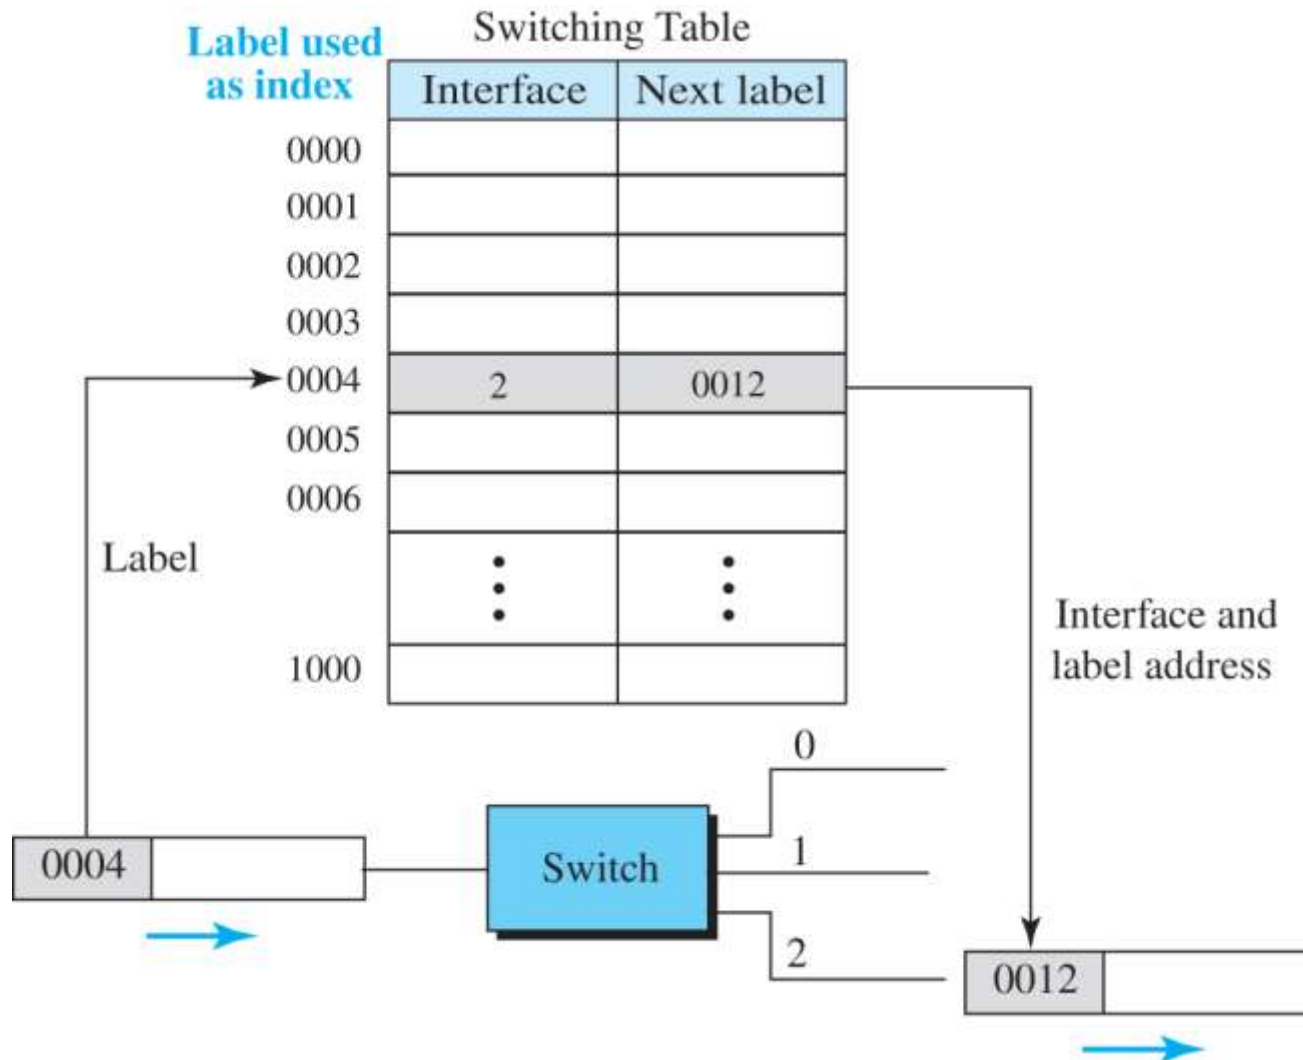 Switching Table
Label used
as index
Interface Next label
0000
0001
0002
0003
0004 2 0012
0005
0006
Label
1000
Interface and
label address
0
1
2
0004
Switch
0012